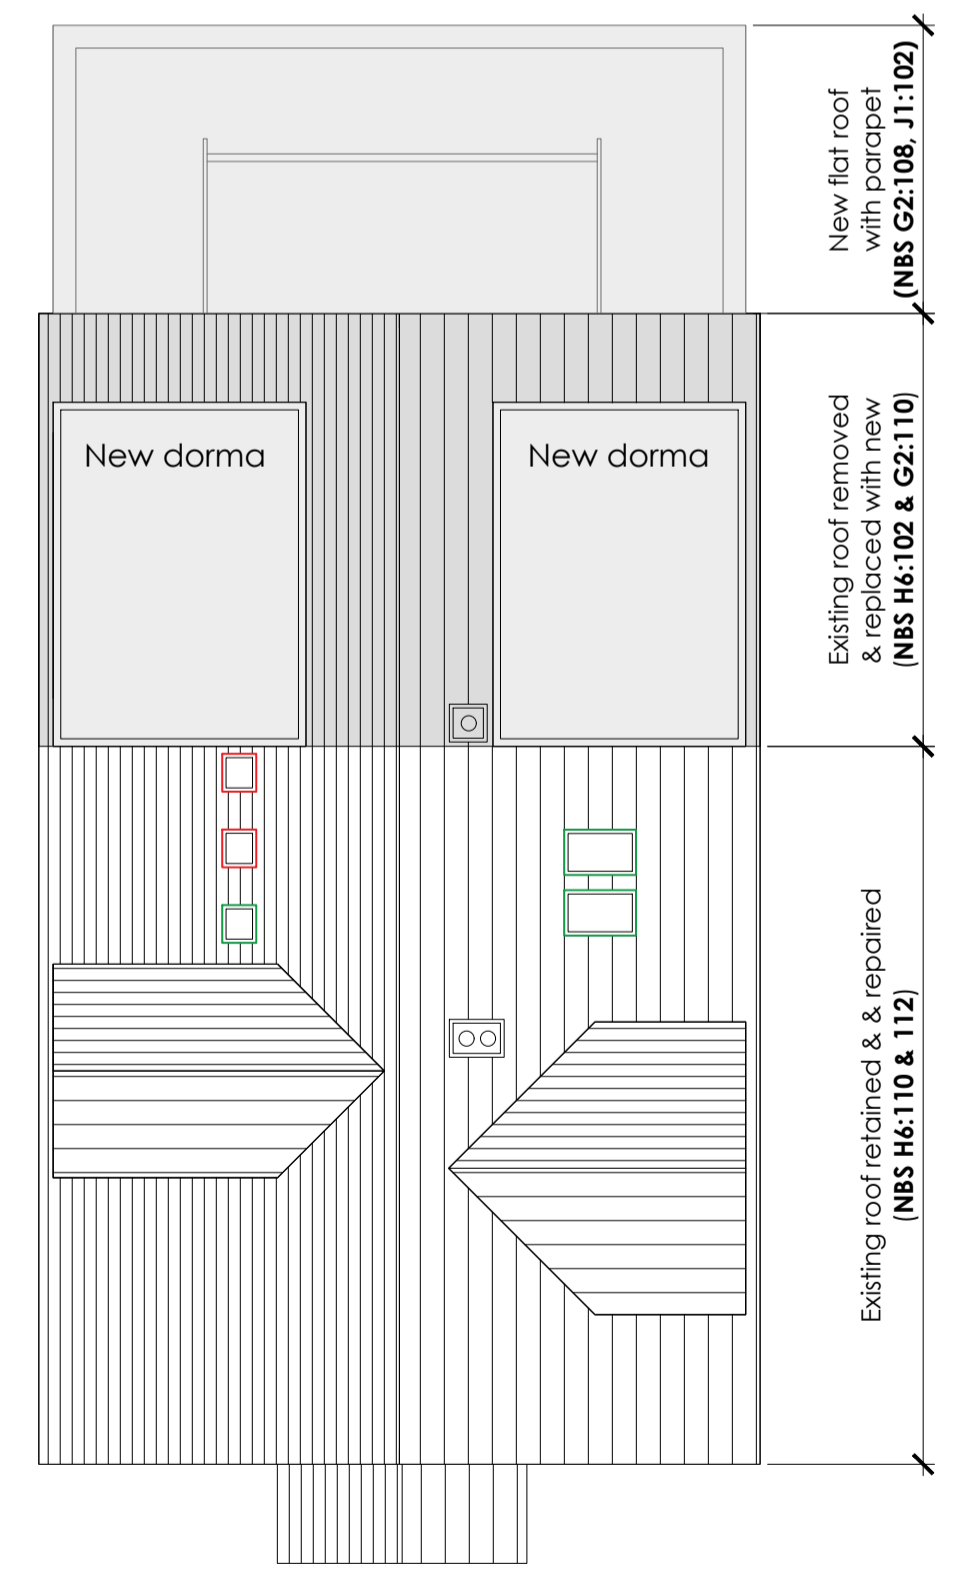 New flat roof
with parapet
(NBS G2:108, J1:102)
New dorma
New dorma
Existing roof removed
& replaced with new
(NBS H6:102 & G2:110)
Existing roof retained & & repaired
(NBS H6:110 & 112)